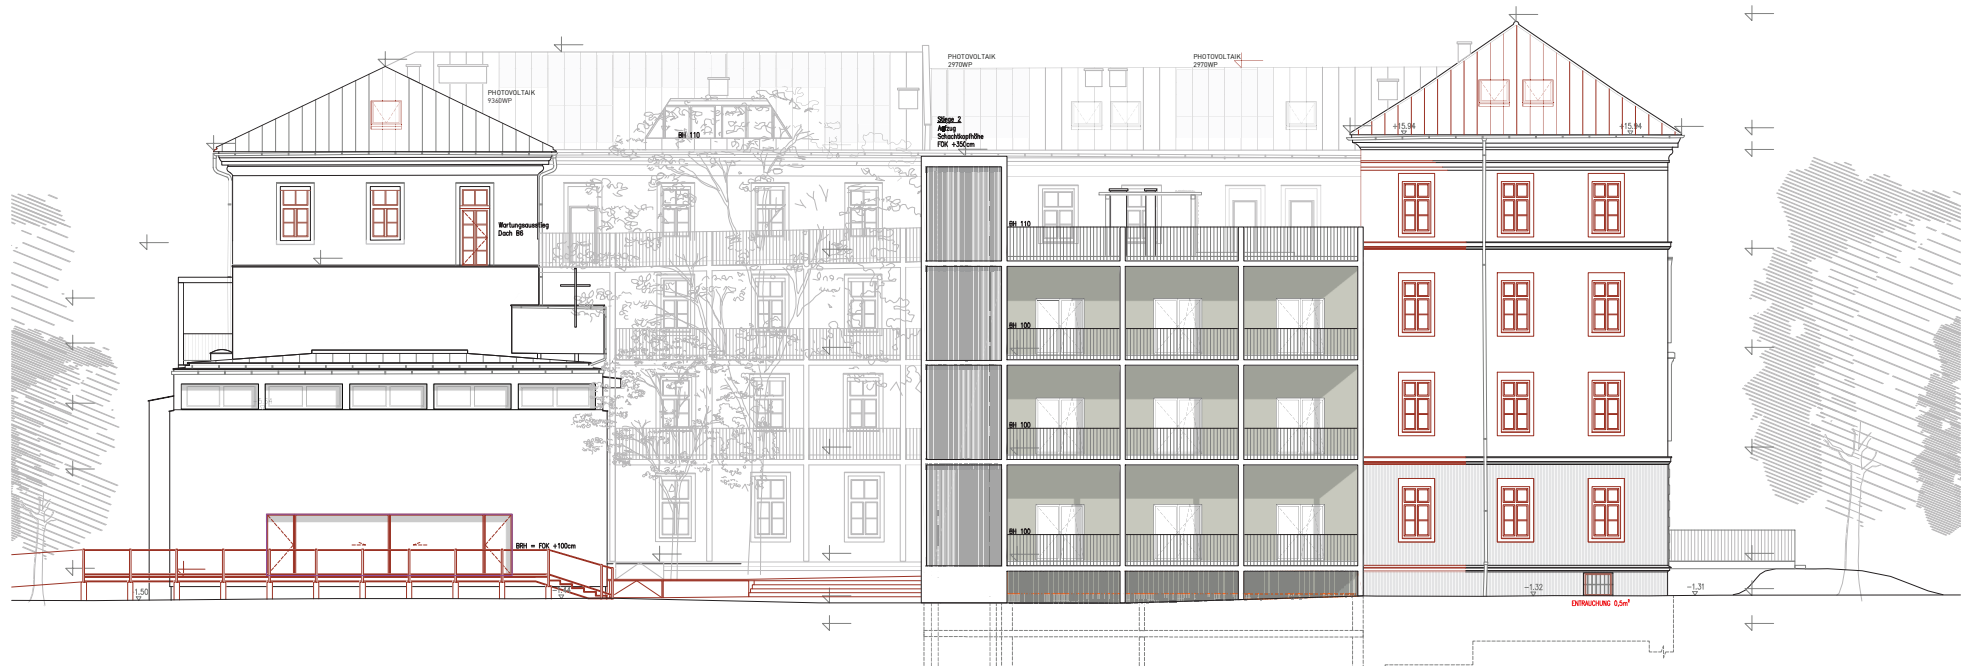 PHOTOVOLTAIK
9360WP
PHOTOVOLTAIK
2970WP
PHOTOVOLTAIK
2970WP
BH 110
Stiege 2
Aufzug
Schachtkopfhöhe
FOK +350cm
+15.94
+15.94
Wartungsausstieg
Dach B6
BH 110
BH 100
BH 100
BH 100
BRH = FOK +100cm
1.50
-1.32
-1.31
ENTRAUCHUNG 0,5m²